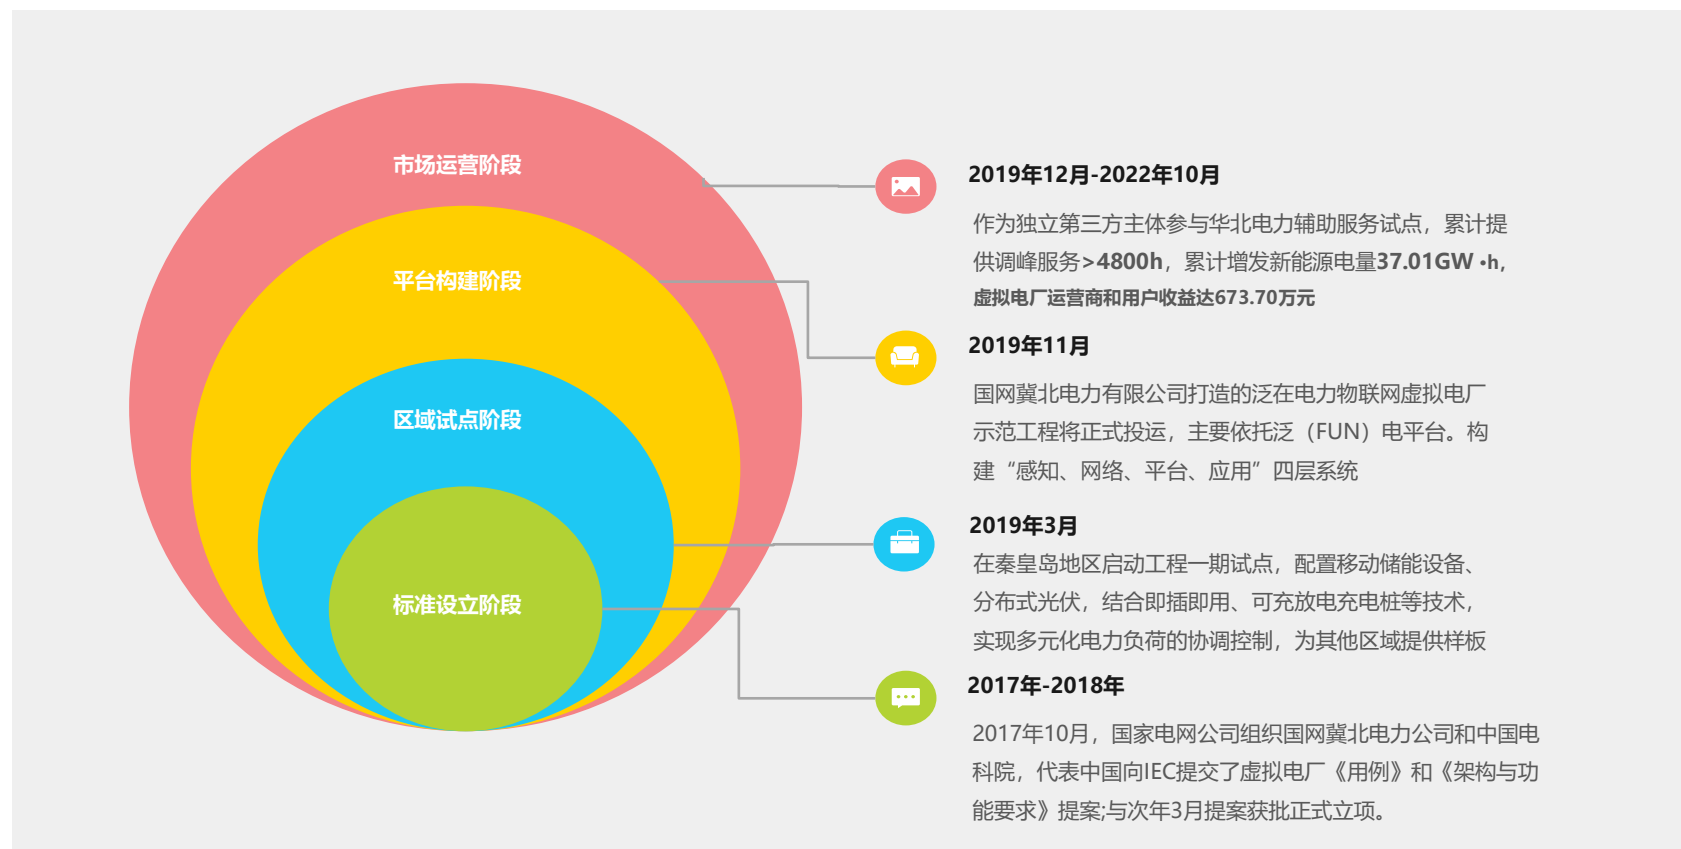 市场运营阶段
平台构建阶段
区域试点阶段
标准设立阶段
2019年12月-2022年10月
作为独立第三方主体参与华北电力辅助服务试点，累计提
供调峰服务>4800h，累计增发新能源电量37.01GW •h，
虚拟电厂运营商和用户收益达673.70万元
2019年11月
国网冀北电力有限公司打造的泛在电力物联网虚拟电厂
示范工程将正式投运，主要依托泛（FUN）电平台。构
建“感知、网络、平台、应用”四层系统
2019年3月
在秦皇岛地区启动工程一期试点，配置移动储能设备、
分布式光伏，结合即插即用、可充放电充电桩等技术，
实现多元化电力负荷的协调控制，为其他区域提供样板
2017年-2018年
2017年10月，国家电网公司组织国网冀北电力公司和中国电
科院，代表中国向IEC提交了虚拟电厂《用例》和《架构与功
能要求》提案;与次年3月提案获批正式立项。